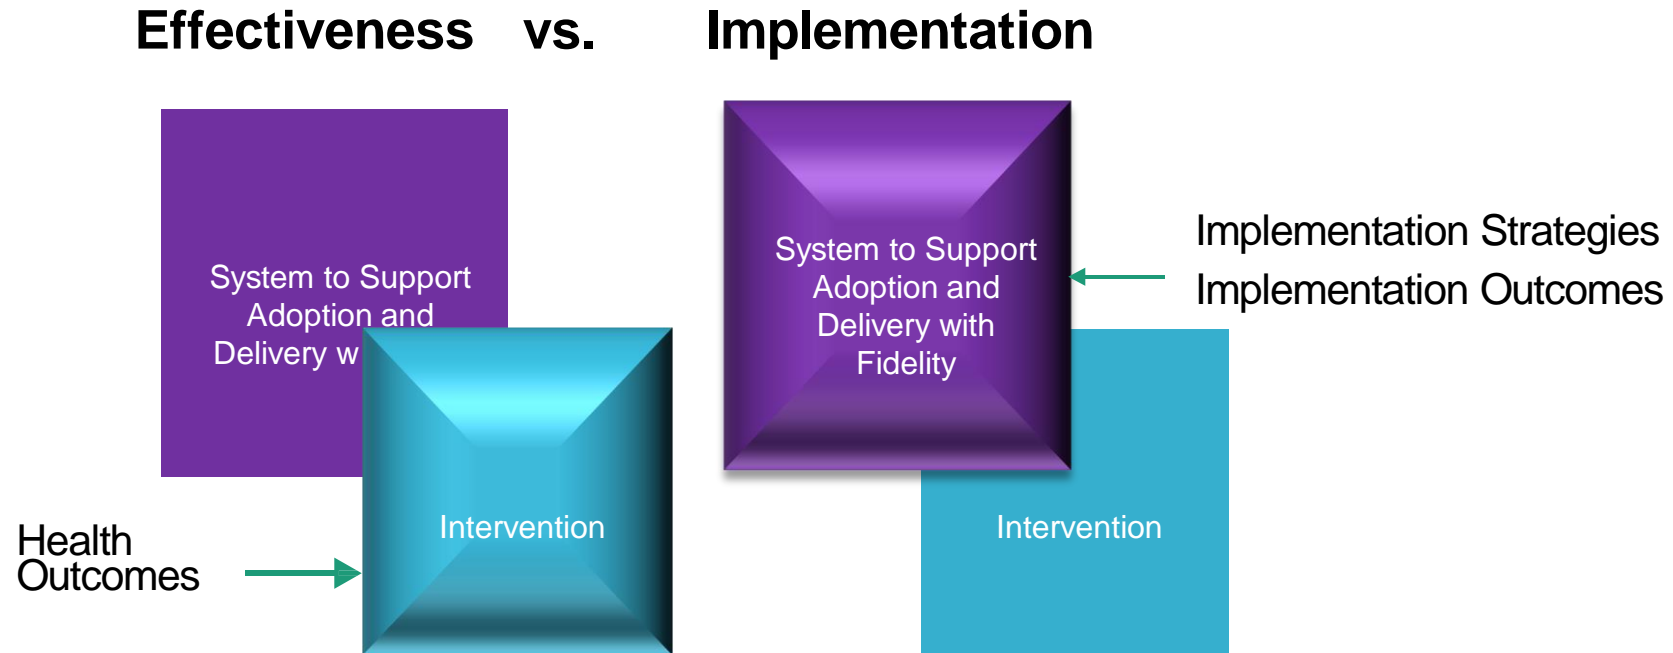 Effectiveness vs. Implementation
System to Support
Adoption and
Delivery w
Intervention
Health
Outcomes
System to Support
Adoption and
Delivery with
Fidelity
Intervention
Implementation Strategies
Implementation Outcomes